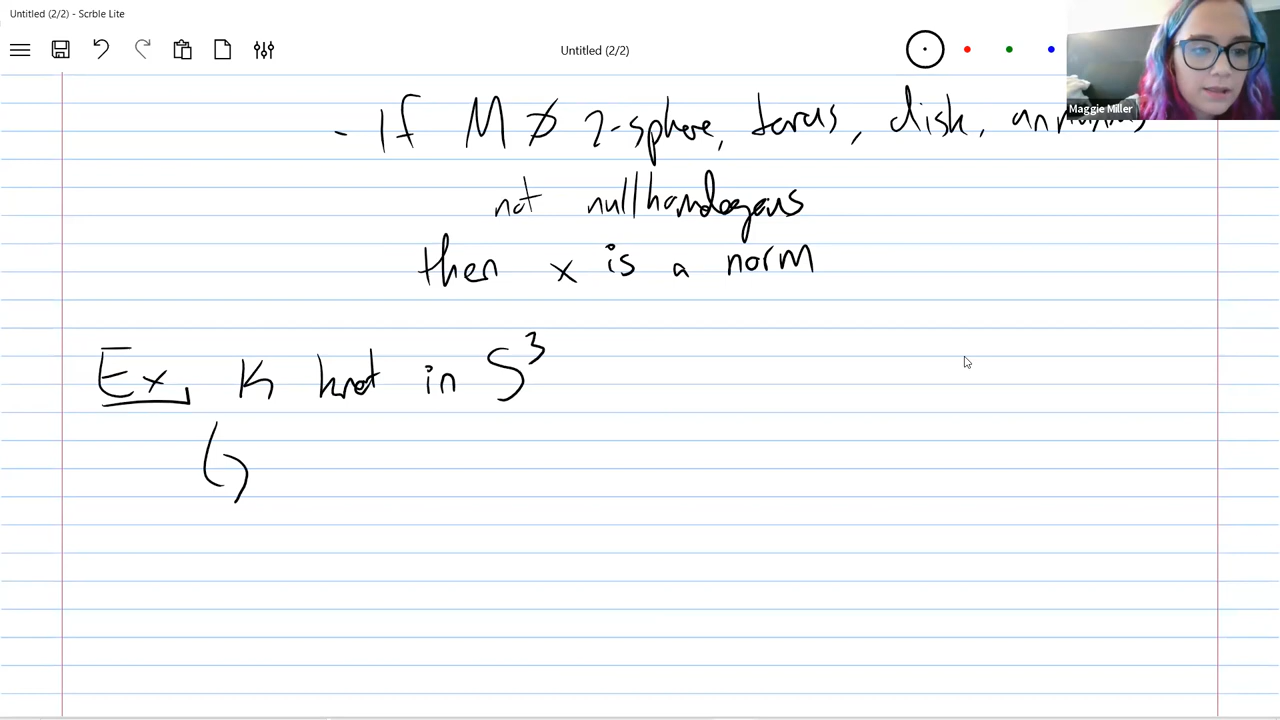 Untitled (2/2) - Scrble Lite
Untitled (2/2)
Maggie Miller
- If M ∌ 2-sphere, torus, disk, annulus
not nullhomologous
then x is a norm
Ex. K knot in S³